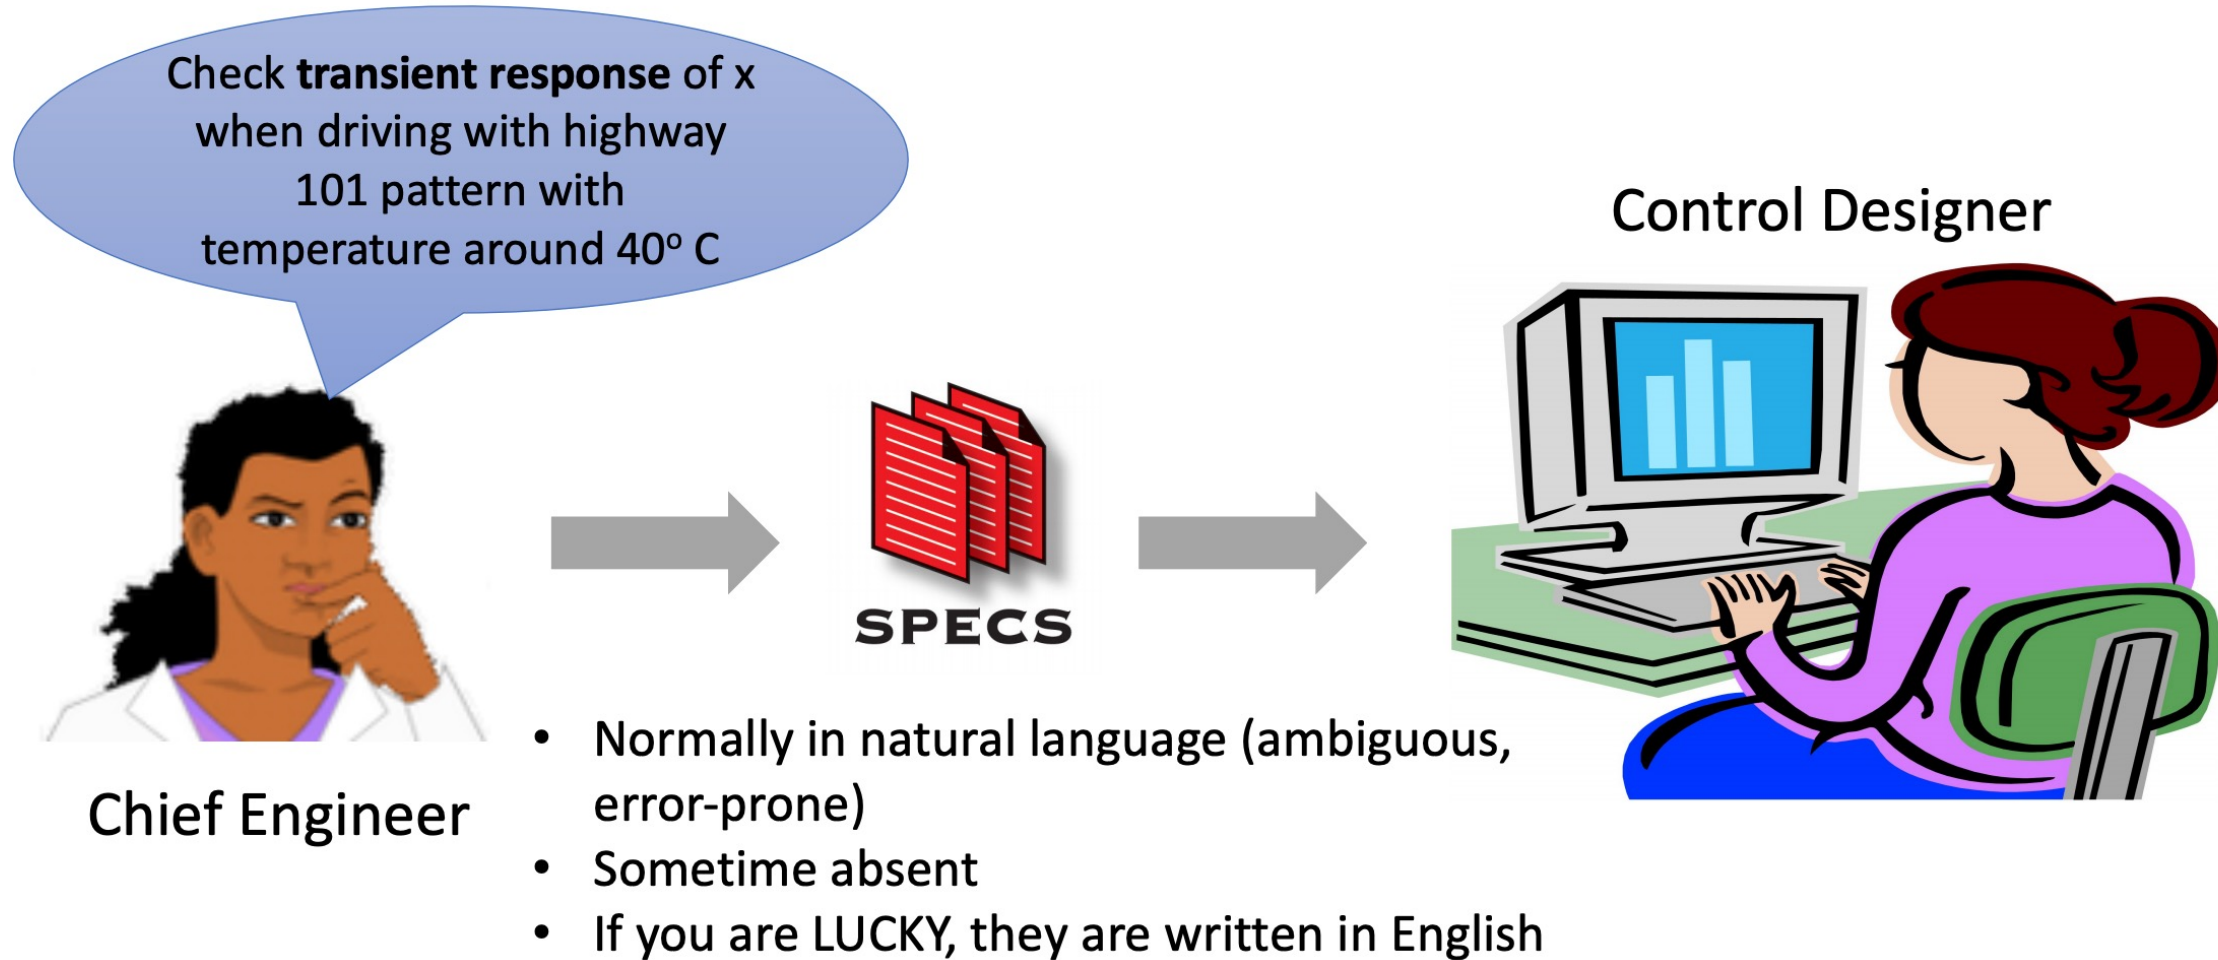 Check transient response of x
when driving with highway
101 pattern with
temperature around 40º C
Control Designer
SPECS
Chief Engineer
• Normally in natural language (ambiguous,
error-prone)
• Sometime absent
• If you are LUCKY, they are written in English